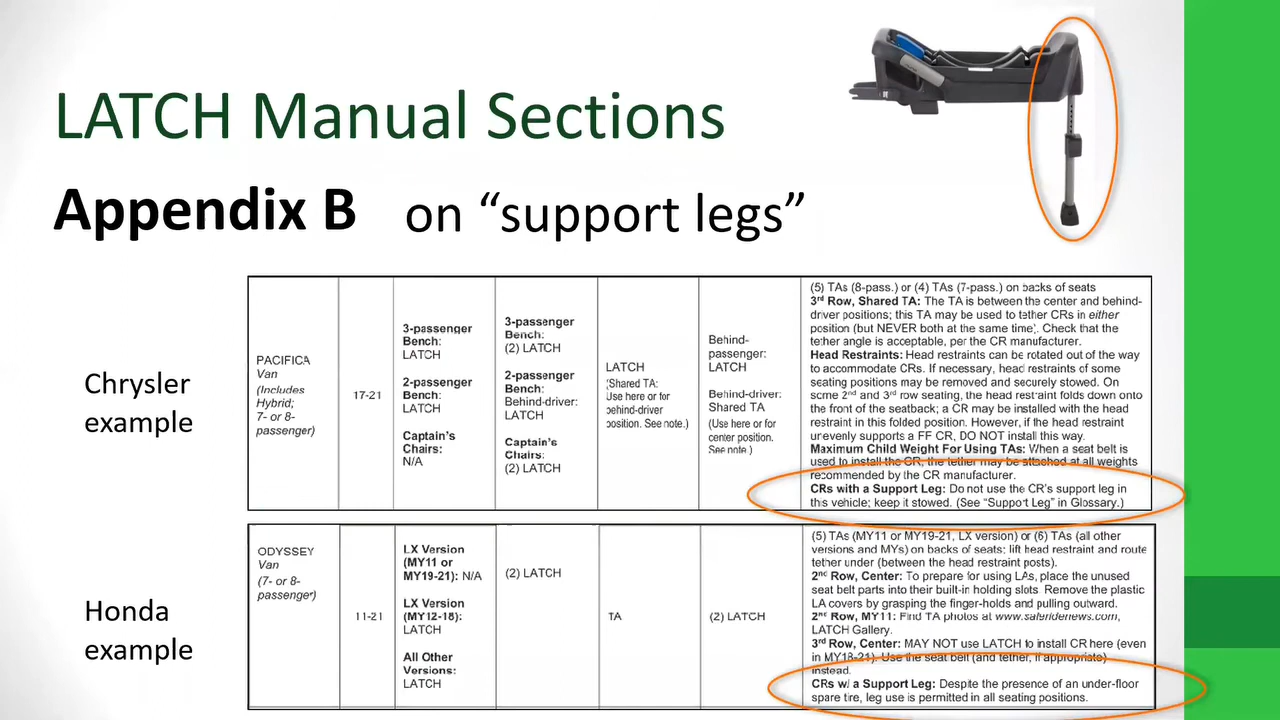 LATCH Manual Sections
Appendix B on “support legs”
Chrysler
example
PACIFICA
Van
(Includes
Hybrid;
7- or 8-
passenger)
17-21
3-passenger
Bench:
LATCH
2-passenger
Bench:
LATCH
Captain’s
Chairs:
N/A
3-passenger
Bench:
(2) LATCH
2-passenger
Bench:
Behind-driver:
LATCH
Captain’s
Chairs:
(2) LATCH
LATCH
(Shared TA:
Use here or for
behind-driver
position. See note.)
Behind-
passenger:
LATCH
Behind-driver:
Shared TA
(Use here or for
center position.
See note.)
(5) TAs (8-pass.) or (4) TAs (7-pass.) on backs of seats
3rd Row, Shared TA: The TA is between the center and behind-
driver positions; this TA may be used to tether CRs in either
position (but NEVER both at the same time). Check that the
tether angle is acceptable, per the CR manufacturer.
Head Restraints: Head restraints can be rotated out of the way
to accommodate CRs. If necessary, head restraints of some
seating positions may be removed and securely stowed. On
some 2nd and 3rd row seating, the head restraint folds down onto
the front of the seatback; a CR may be installed with the head
restraint in this folded position. However, if the head restraint
unevenly supports a FF CR, DO NOT install this way.
Maximum Child Weight For Using TAs: When a seat belt is
used to install the CR, the tether may be attached at all weights
recommended by the CR manufacturer.
CRs with a Support Leg: Do not use the CR’s support leg in
this vehicle; keep it stowed. (See “Support Leg” in Glossary.)
Honda
example
ODYSSEY
Van
(7- or 8-
passenger)
11-21
LX Version
(MY11 or
MY19-21): N/A
LX Version
(MY12-18):
LATCH
All Other
Versions:
LATCH
(2) LATCH
TA
(2) LATCH
(5) TAs (MY11 or MY19-21, LX version) or (6) TAs (all other
versions and MYs) on backs of seats; lift head restraint and route
tether under (between the head restraint posts).
2nd Row, Center: To prepare for using LAs, place the unused
seat belt parts into their built-in holding slots. Remove the plastic
LA covers by grasping the finger-holds and pulling outward.
2nd Row, MY11: Find TA photos at www.saferidenews.com,
LATCH Gallery.
3rd Row, Center: MAY NOT use LATCH to install CR here (even
in MY18-21). Use the seat belt (and tether, if appropriate)
instead.
CRs w/ a Support Leg: Despite the presence of an under-floor
spare tire, leg use is permitted in all seating positions.